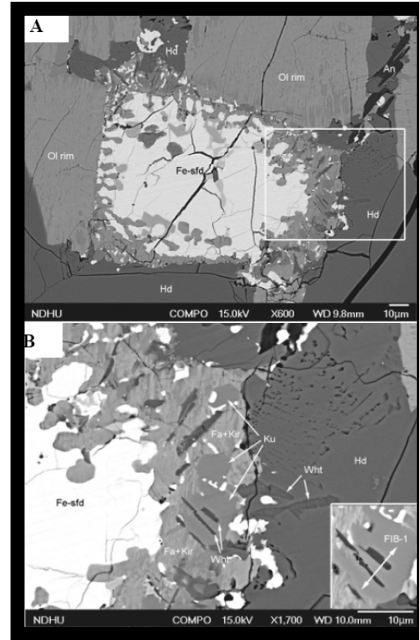 A
Hd
Ol rim
An
Ol rim
Fe-sfd
Hd
Hd
NDHU COMPO 15.0kV X600 WD 9.8mm 10µm
B
Fa+Kir
Ku
Wht
Hd
Fe-sfd
Fa+Kir
Wht
FIB-1
NDHU COMPO 15.0kV X1,700 WD 10.0mm 10µm